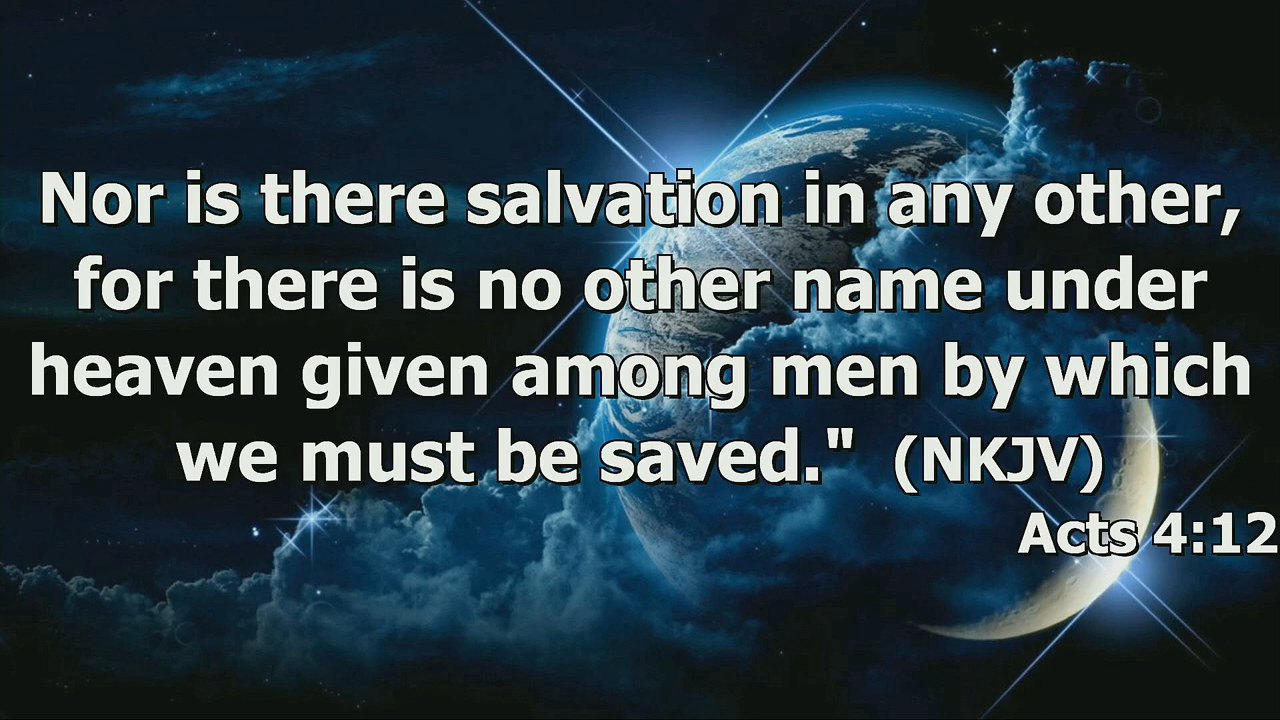 Nor is there salvation in any other,
for there is no other name under
heaven given among men by which
we must be saved." (NKJV)
Acts 4:12